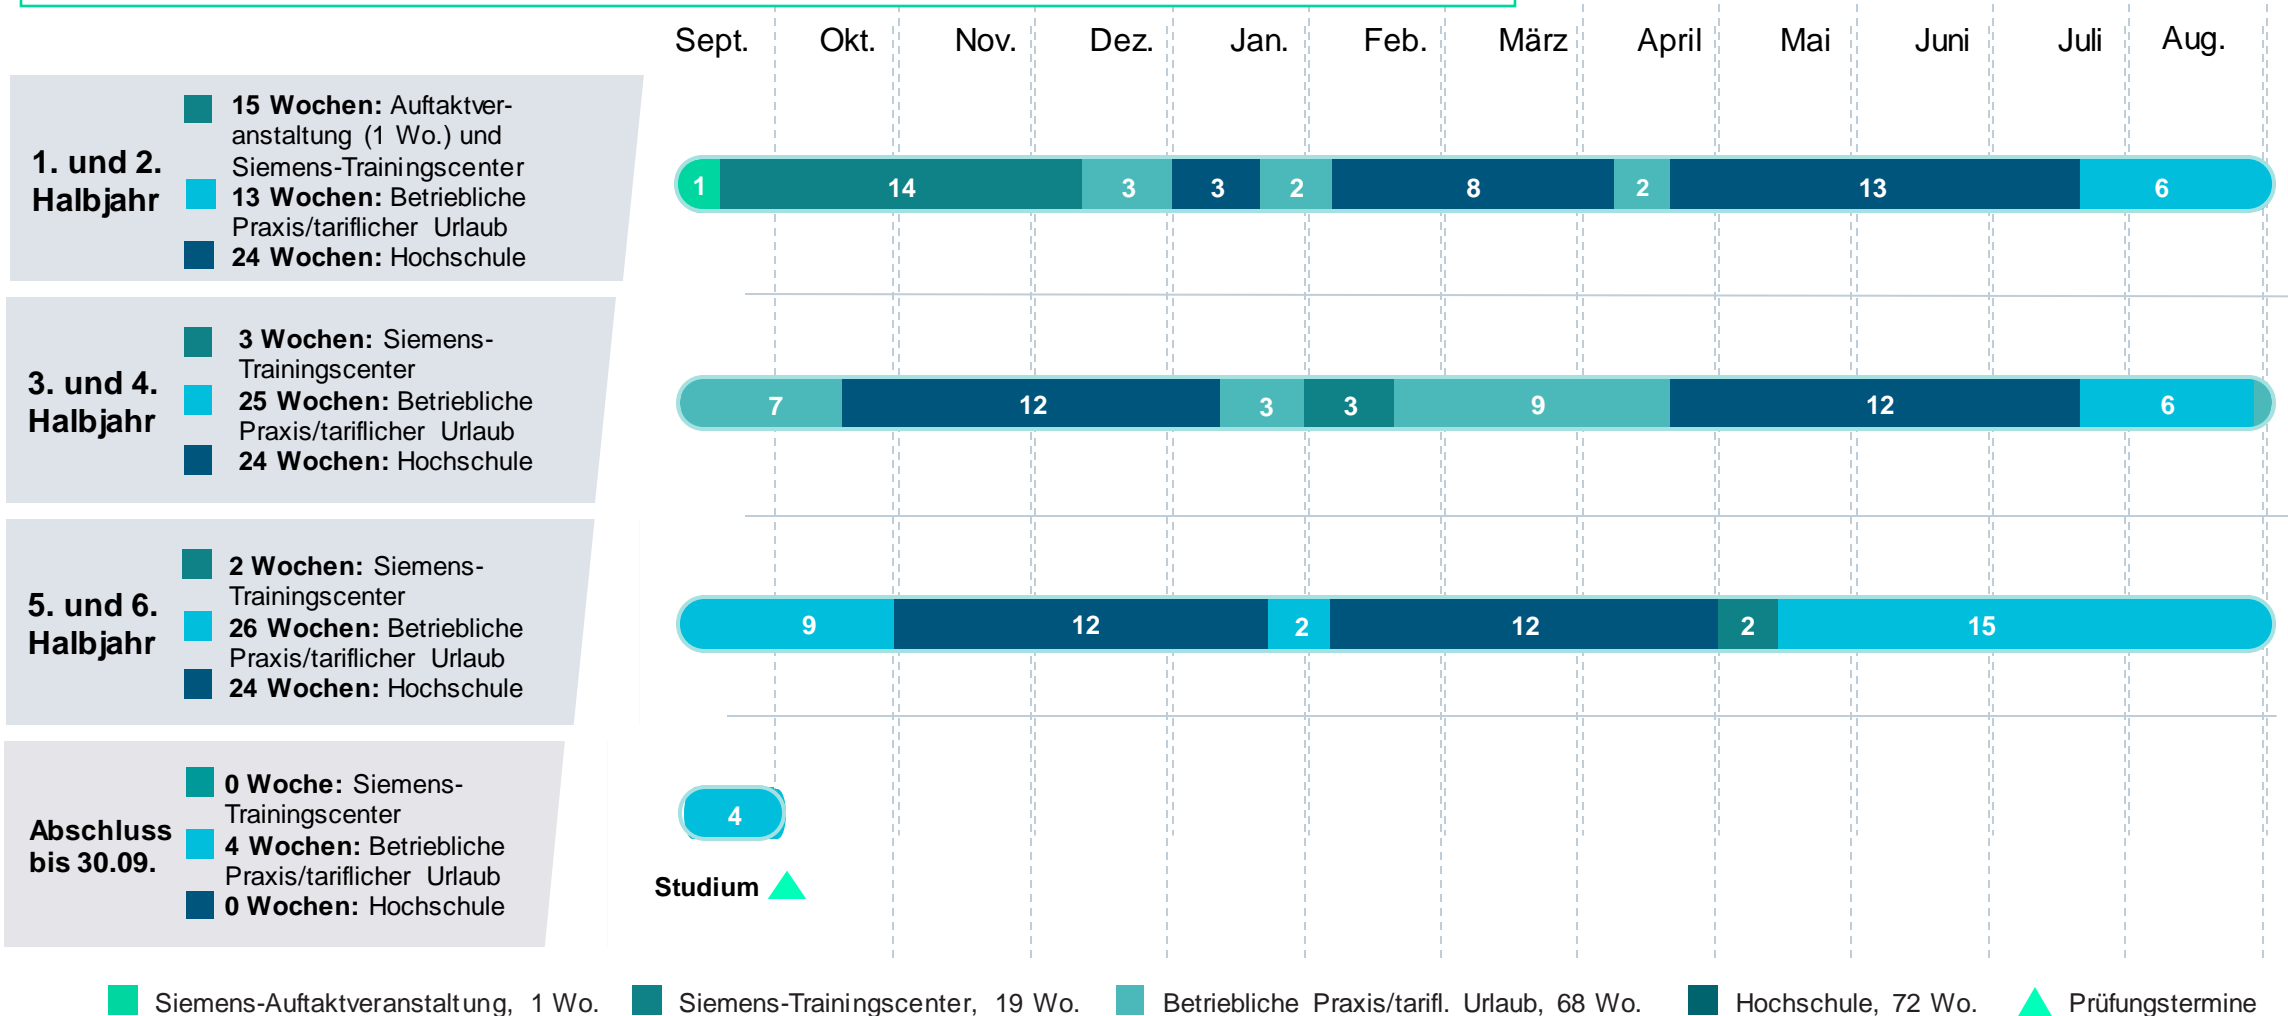 Sept. Okt. Nov. Dez. Jan. Feb. März April Mai Juni Juli Aug.
1. und 2.
Halbjahr
15 Wochen: Auftaktver-
anstaltung (1 Wo.) und
Siemens-Trainingscenter
13 Wochen: Betriebliche
Praxis/tariflicher Urlaub
24 Wochen: Hochschule
1 14 3 3 2 8 2 13 6
3. und 4.
Halbjahr
3 Wochen: Siemens-
Trainingscenter
25 Wochen: Betriebliche
Praxis/tariflicher Urlaub
24 Wochen: Hochschule
7 12 3 3 9 12 6
5. und 6.
Halbjahr
2 Wochen: Siemens-
Trainingscenter
26 Wochen: Betriebliche
Praxis/tariflicher Urlaub
24 Wochen: Hochschule
9 12 2 12 2 15
Abschluss
bis 30.09.
0 Woche: Siemens-
Trainingscenter
4 Wochen: Betriebliche
Praxis/tariflicher Urlaub
0 Wochen: Hochschule
4
Studium
Siemens-Auftaktveranstaltung, 1 Wo. Siemens-Trainingscenter, 19 Wo. Betriebliche Praxis/tarifl. Urlaub, 68 Wo. Hochschule, 72 Wo. Prüfungstermine